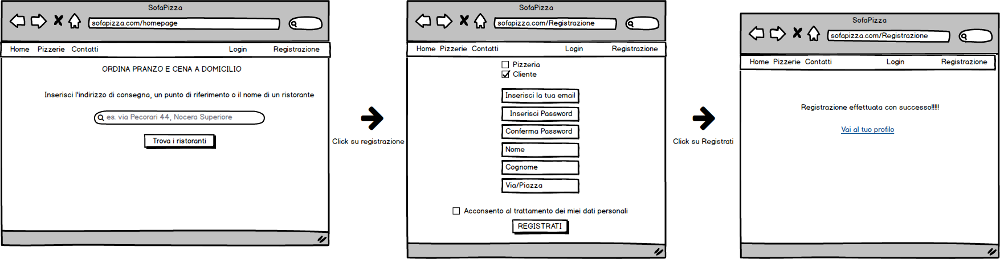 SofaPizza
sofapizza.com/homepage
Home Pizzerie Contatti Login Registrazione
ORDINA PRANZO E CENA A DOMICILIO
Inserisci l'indirizzo di consegna, un punto di riferimento o il nome di un ristorante
es. via Pecorari 44, Nocera Superiore
Trova i ristoranti
Click su registrazione
SofaPizza
sofapizza.com/Registrazione
Home Pizzerie Contatti Login Registrazione
Pizzeria
Cliente
Inserisci la tua email
Inserisci Password
Conferma Password
Nome
Cognome
Via/Piazza
Acconsento al trattamento dei miei dati personali
REGISTRATI
Click su Registrati
SofaPizza
sofapizza.com/Registrazione
Home Pizzerie Contatti Login Registrazione
Registrazione effettuata con successo!!!!!
Vai al tuo profilo